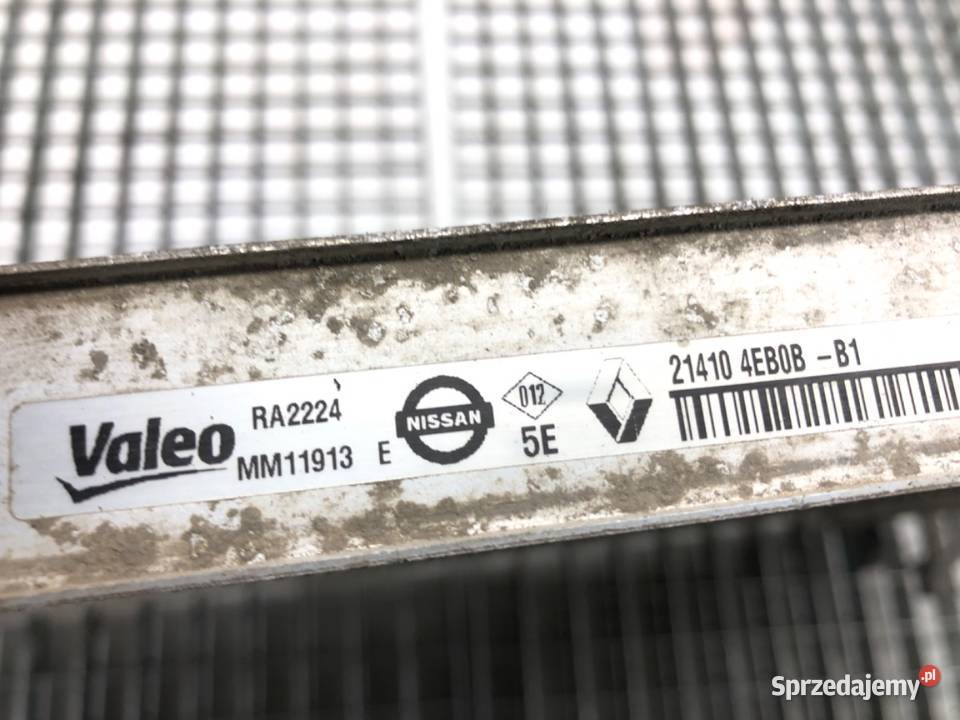 Valeo
RA2224
MM11913 E
NISSAN
012
5E
21410 4EB0B -B1
Sprzedajemy.pl